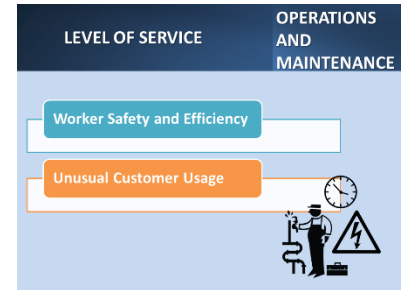 LEVEL OF SERVICE
OPERATIONS
AND
MAINTENANCE
Worker Safety and Efficiency
Unusual Customer Usage